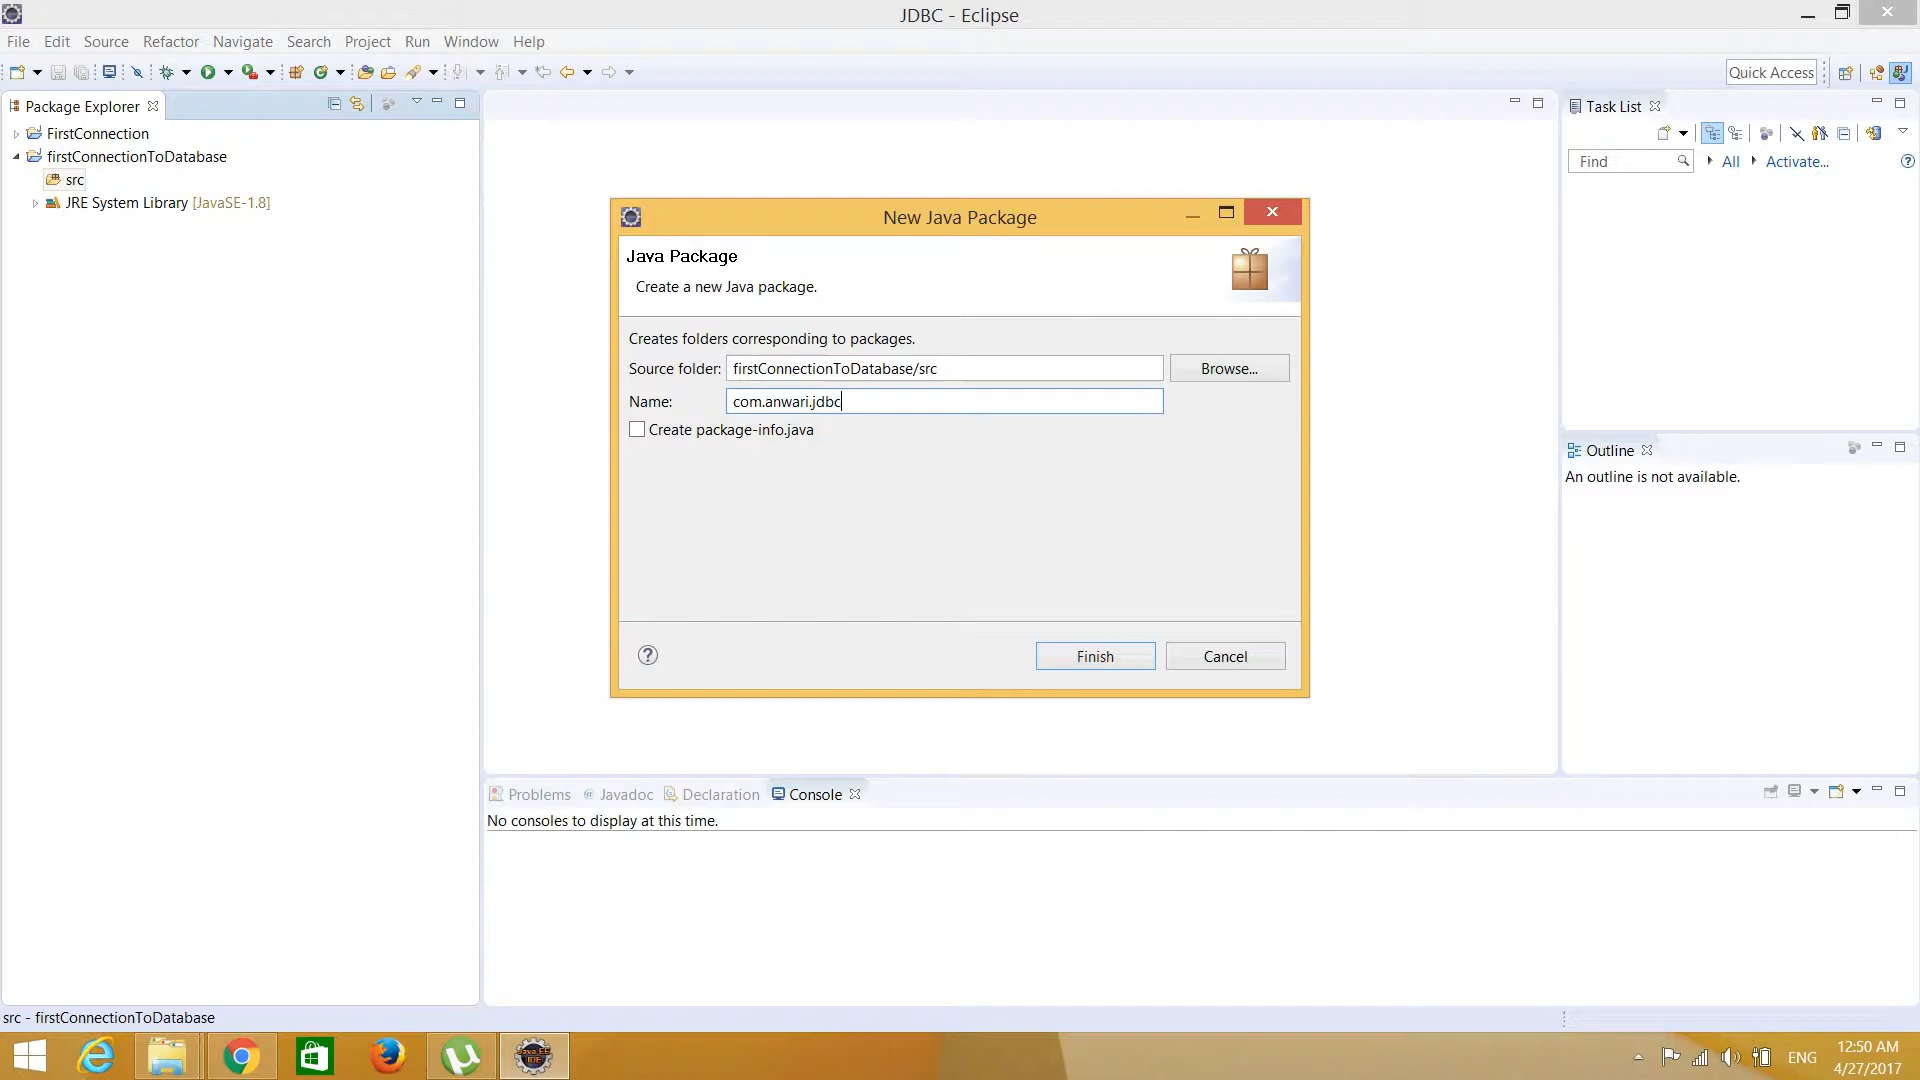 JDBC - Eclipse
File Edit Source Refactor Navigate Search Project Run Window Help
Quick Access
Package Explorer
FirstConnection
firstConnectionToDatabase
src
JRE System Library [JavaSE-1.8]
New Java Package
Java Package
Create a new Java package.
Creates folders corresponding to packages.
Source folder: firstConnectionToDatabase/src Browse...
Name: com.anwari.jdbc
Create package-info.java
Finish Cancel
Task List
Find All Activate...
Outline
An outline is not available.
Problems Javadoc Declaration Console
No consoles to display at this time.
src - firstConnectionToDatabase
Java EE
IDE
ENG
12:50 AM
4/27/2017